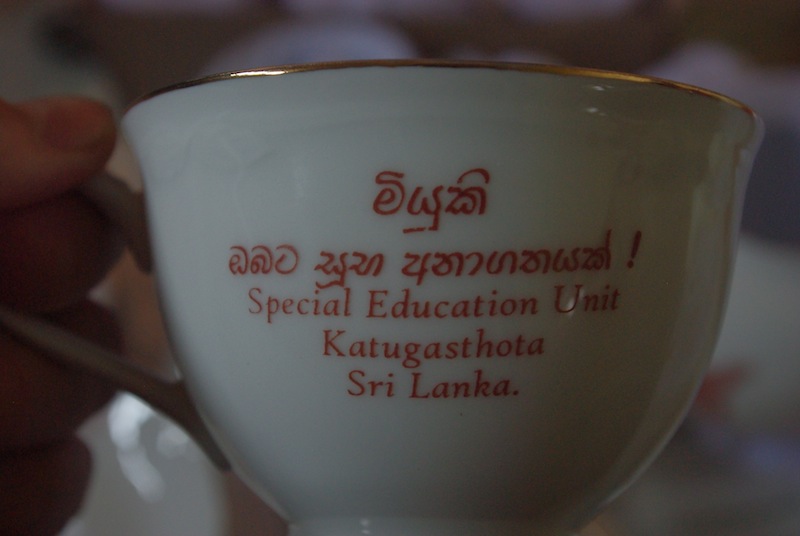 මියුකි
ඔබට සුභ අනාගතයක් !
Special Education Unit
Katugasthota
Sri Lanka.